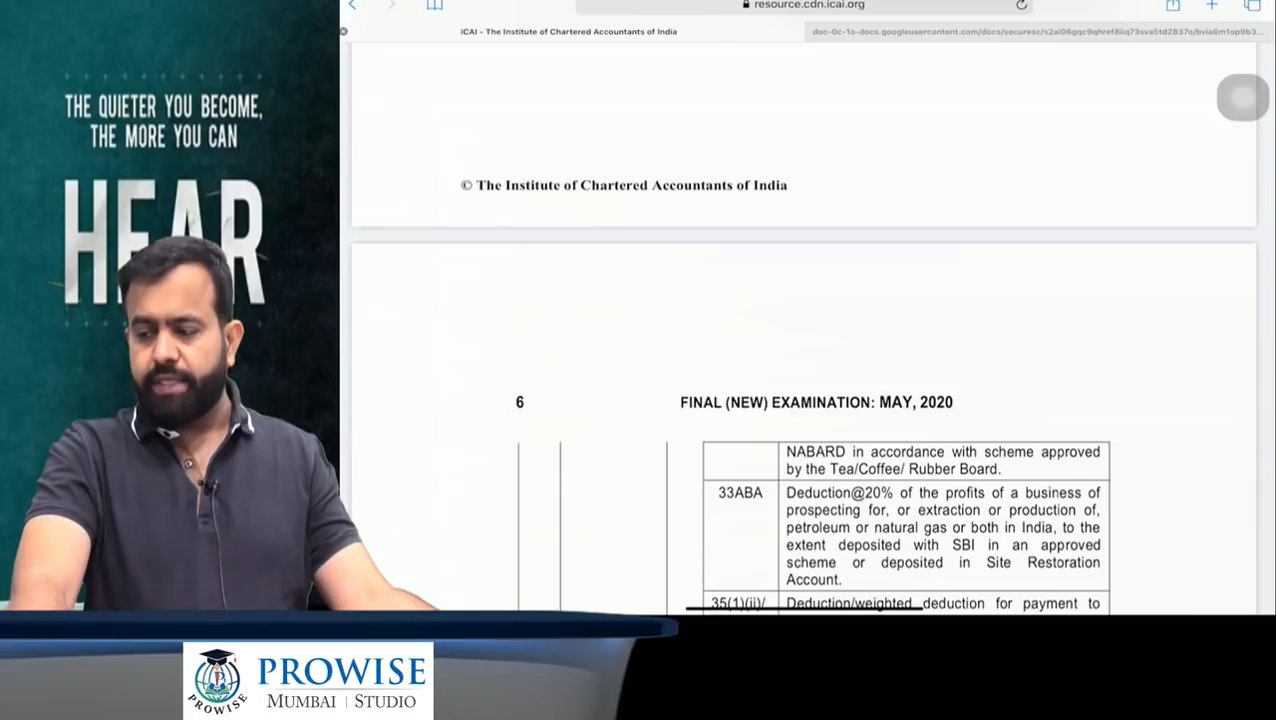 resource.cdn.icai.org
ICAI - The Institute of Chartered Accountants of India
THE QUIETER YOU BECOME,
THE MORE YOU CAN
HEAR
© The Institute of Chartered Accountants of India
6 FINAL (NEW) EXAMINATION: MAY, 2020
NABARD in accordance with scheme approved
by the Tea/Coffee/ Rubber Board.
33ABA Deduction@20% of the profits of a business of
prospecting for, or extraction or production of,
petroleum or natural gas or both in India, to the
extent deposited with SBI in an approved
scheme or deposited in Site Restoration
Account.
35(1)(ii)/ Deduction/weighted deduction for payment to
PROWISE
PROWISE
MUMBAI | STUDIO